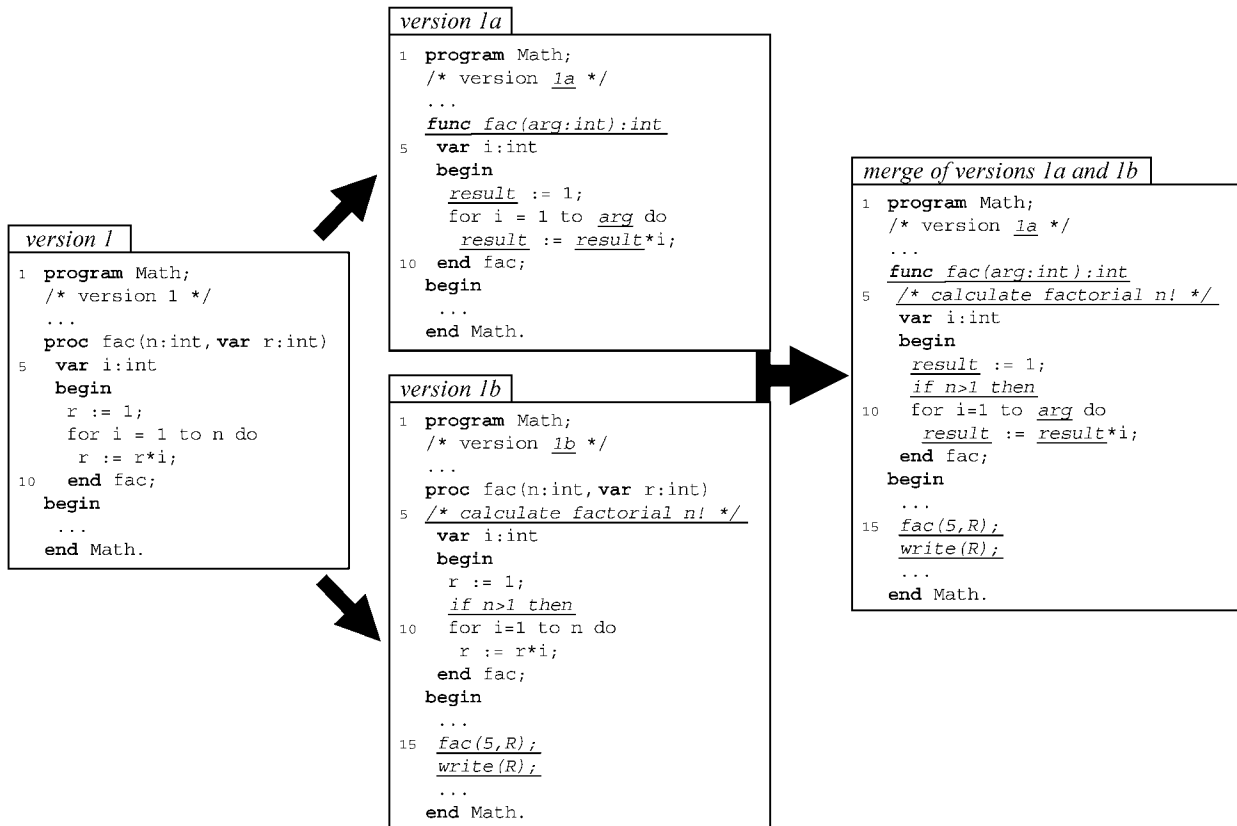 version 1
1 program Math;
/* version 1 */
...
proc fac(n:int,var r:int)
5 var i:int
begin
r := 1;
for i = 1 to n do
r := r*i;
10 end fac;
begin
...
end Math.
version 1a
1 program Math;
/* version 1a */
...
func fac(arg:int):int
5 var i:int
begin
result := 1;
for i = 1 to arg do
result := result*i;
10 end fac;
begin
...
end Math.
version 1b
1 program Math;
/* version 1b */
...
proc fac(n:int,var r:int)
5 /* calculate factorial n! */
var i:int
begin
r := 1;
if n>1 then
10 for i=1 to n do
r := r*i;
end fac;
begin
...
15 fac(5,R);
write(R);
...
end Math.
merge of versions 1a and 1b
1 program Math;
/* version 1a */
...
func fac(arg:int):int
5 /* calculate factorial n! */
var i:int
begin
result := 1;
if n>1 then
10 for i=1 to arg do
result := result*i;
end fac;
begin
...
15 fac(5,R);
write(R);
...
end Math.